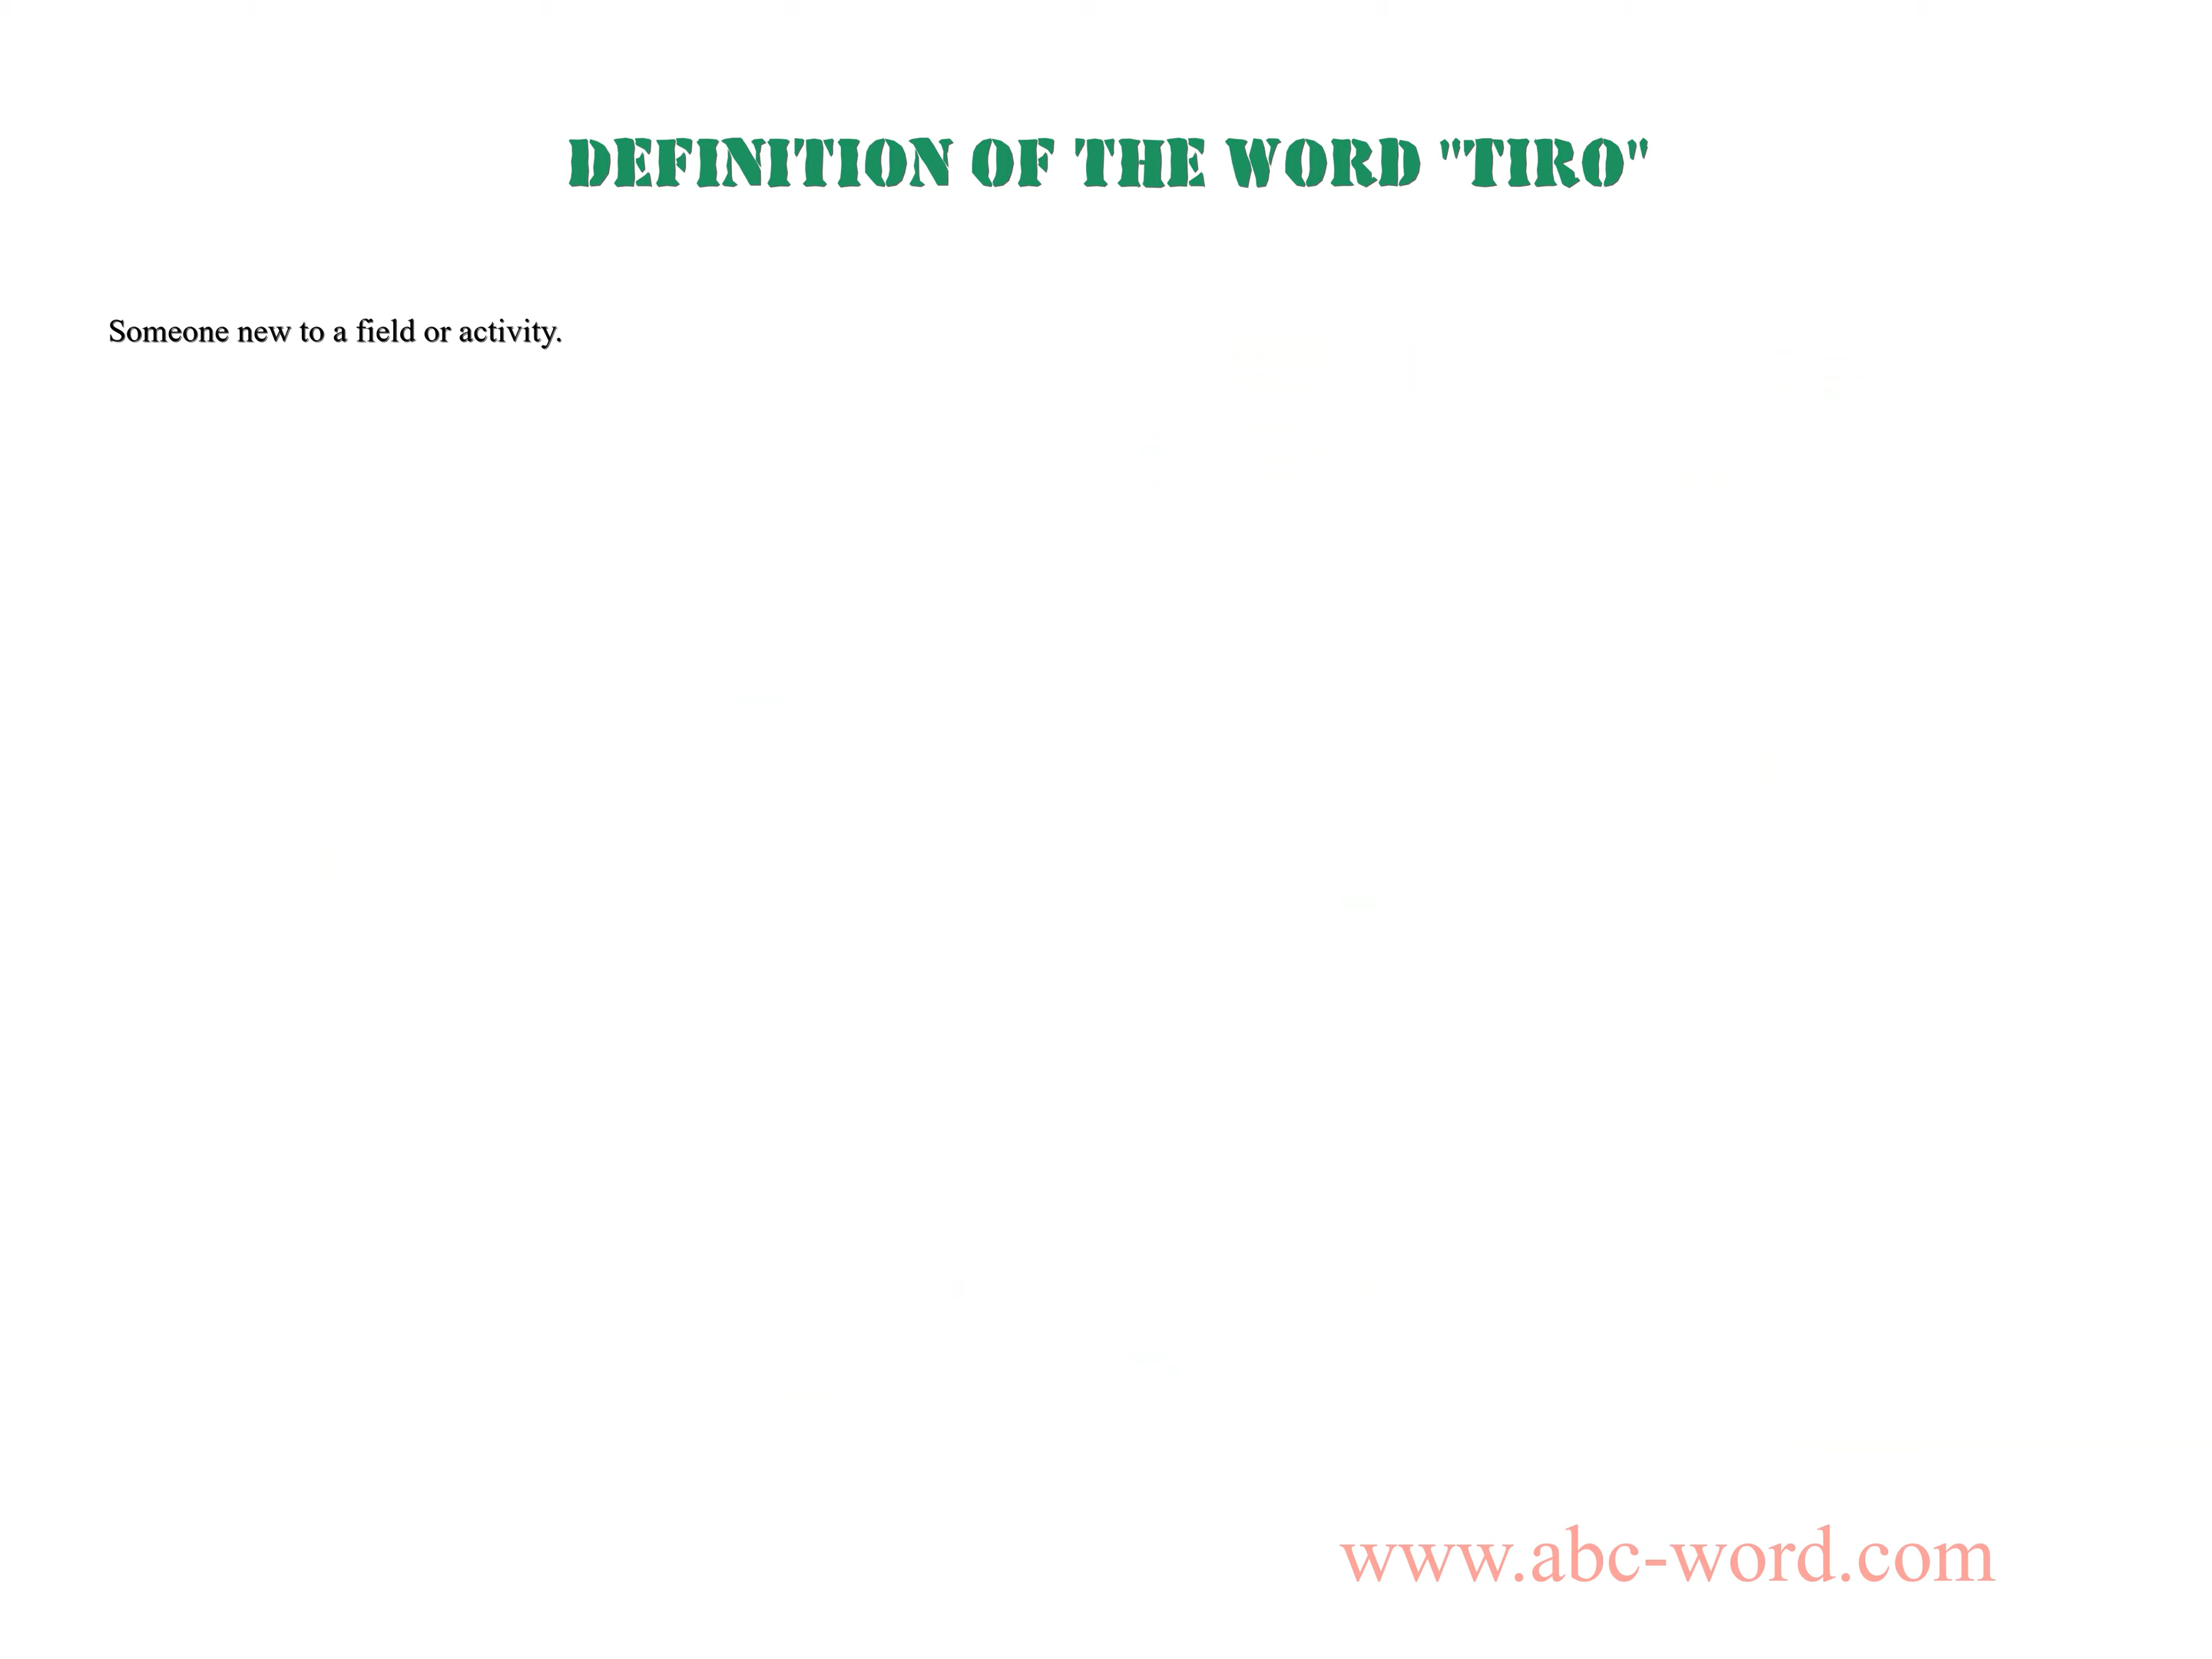 DEFINITION OF THE WORD "TIRO"
Someone new to a field or activity.
www.abc-word.com